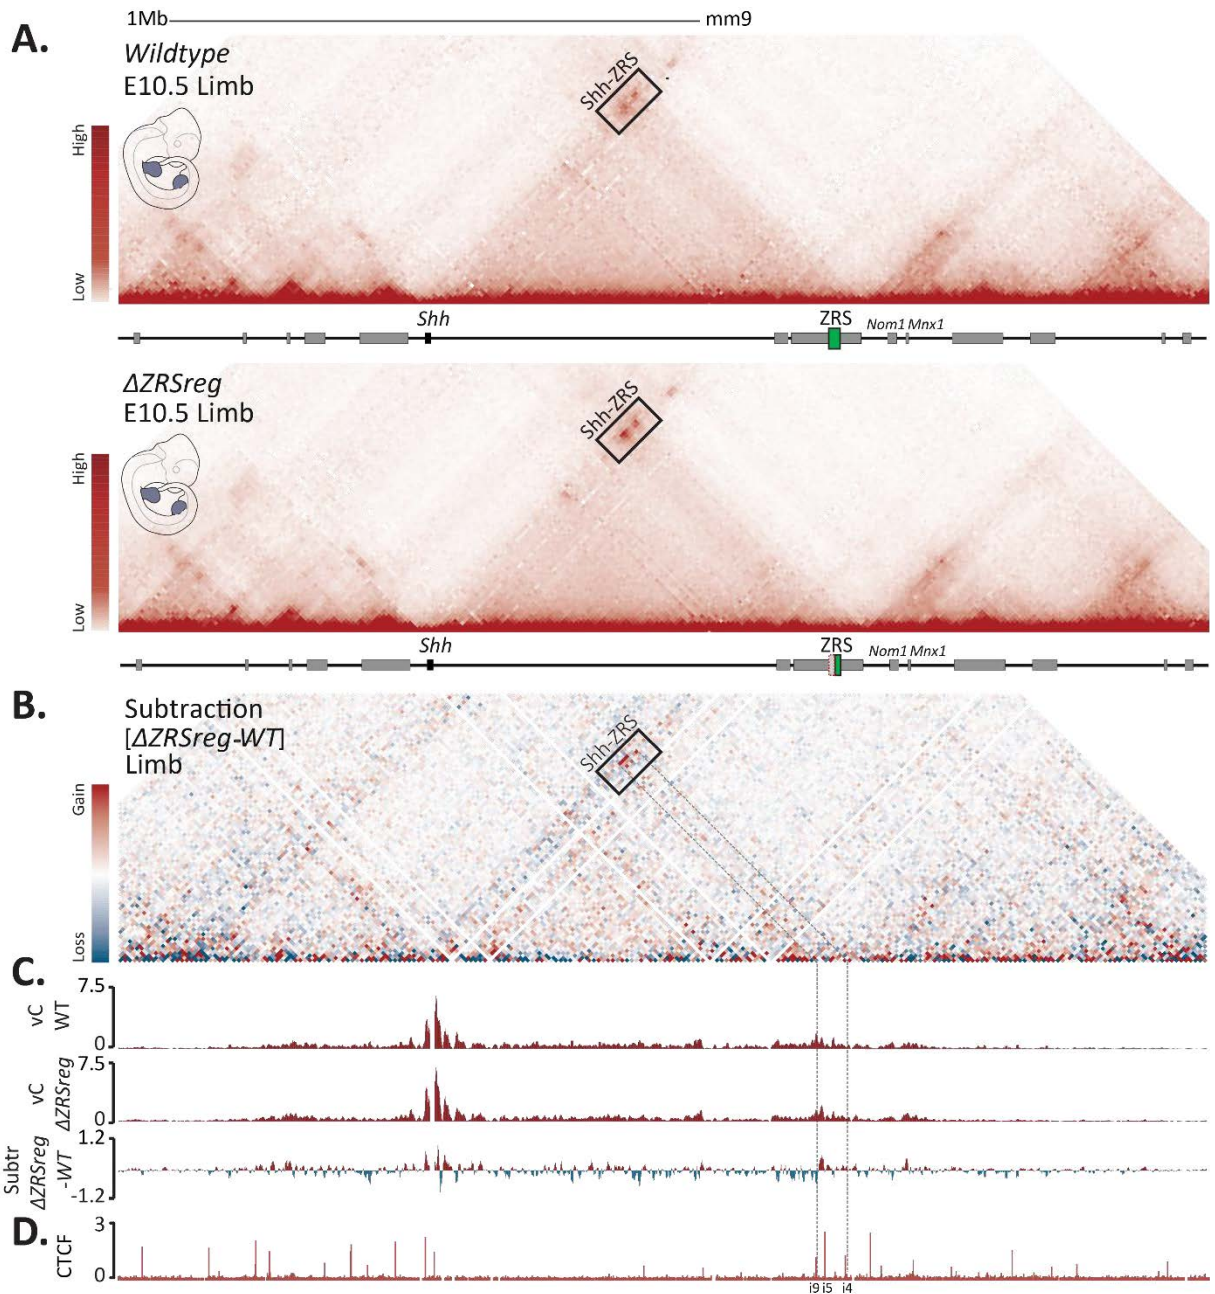 1Mb mm9
A.
Wildtype
E10.5 Limb
High
Low
Shh-ZRS
Shh ZRS Nom1 Mnx1
ΔZRSreg
E10.5 Limb
High
Low
Shh-ZRS
Shh ZRS Nom1 Mnx1
B.
Subtraction
[ΔZRSreg-WT]
Limb
Gain
Loss
Shh-ZRS
C.
7.5
vC
WT
0
7.5
vC
ΔZRSreg
0
1.2
Subtr
ΔZRSreg
-WT
-1.2
D.
3
CTCF
0
i9 i5 i4